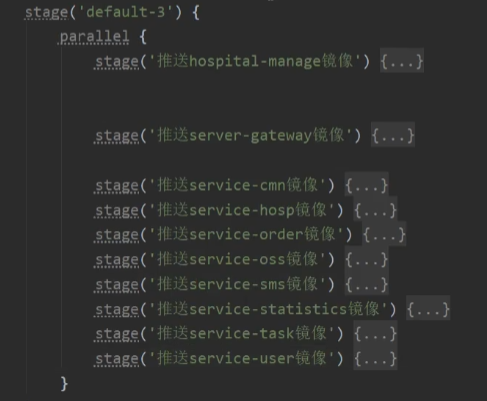 stage('default-3') {
parallel {
stage('推送hospital-manage镜像') {...}
stage('推送server-gateway镜像') {...}
stage('推送service-cmn镜像') {...}
stage('推送service-hosp镜像') {...}
stage('推送service-order镜像') {...}
stage('推送service-oss镜像') {...}
stage('推送service-sms镜像') {...}
stage('推送service-statistics镜像') {...}
stage('推送service-task镜像') {...}
stage('推送service-user镜像') {...}
}